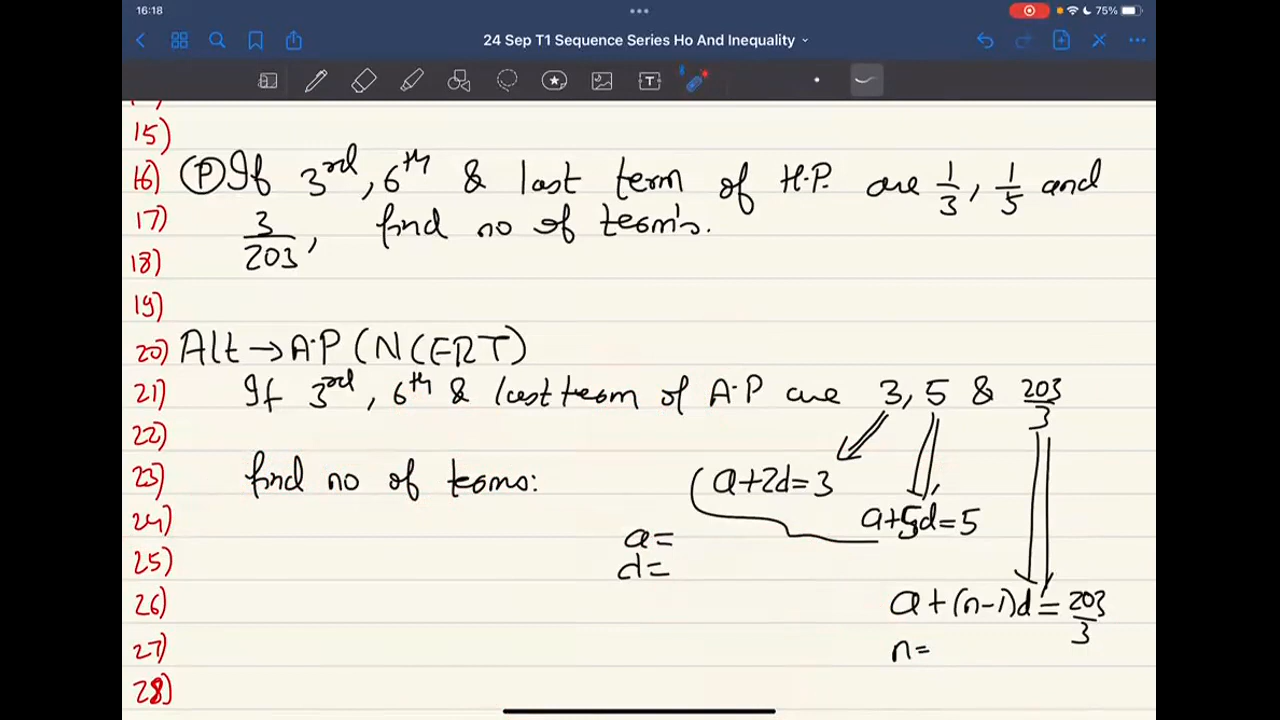 16:18
75%
24 Sep T1 Sequence Series Ho And Inequality
15)
16) (P) If 3rd, 6th & last term of H.P. are 1/3, 1/5 and
17) 3/203, find no of term's.
18)
19)
20) Alt → A.P (NCERT)
21) If 3rd, 6th & last term of A.P are 3, 5 & 203/3
22)
23) find no of terms: a+2d=3
24) a+5d=5
a=
25) d=
26) a+(n-1)d = 203/3
27) n=
28)